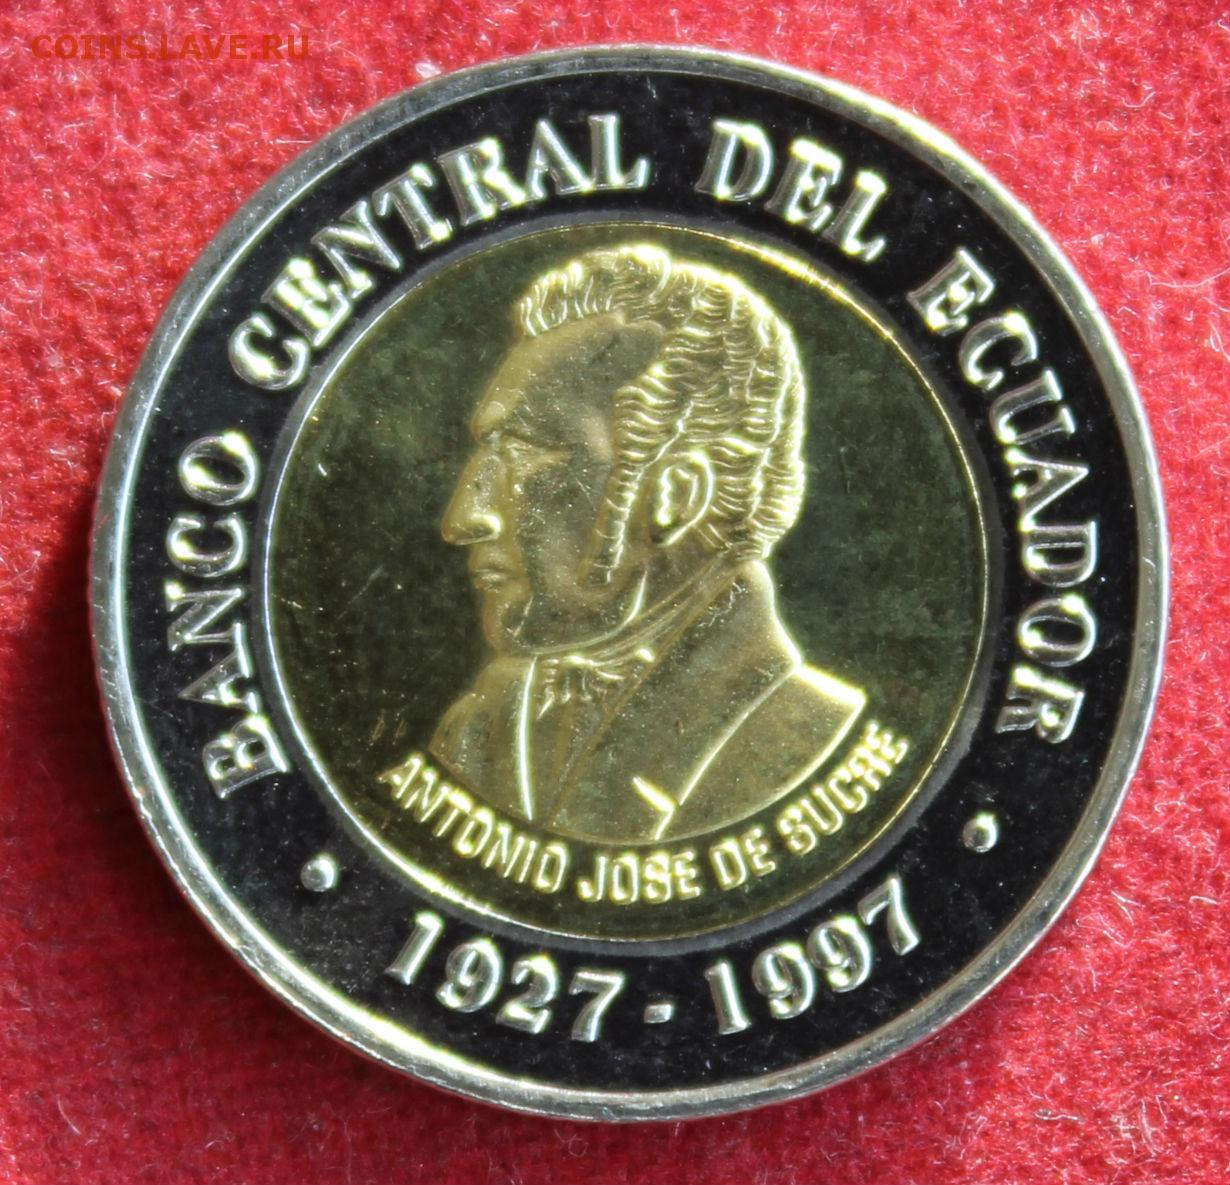 COINS.LAVE.RU
BANCO CENTRAL DEL ECUADOR
ANTONIO JOSE DE SUCRE
· 1927 - 1997 ·